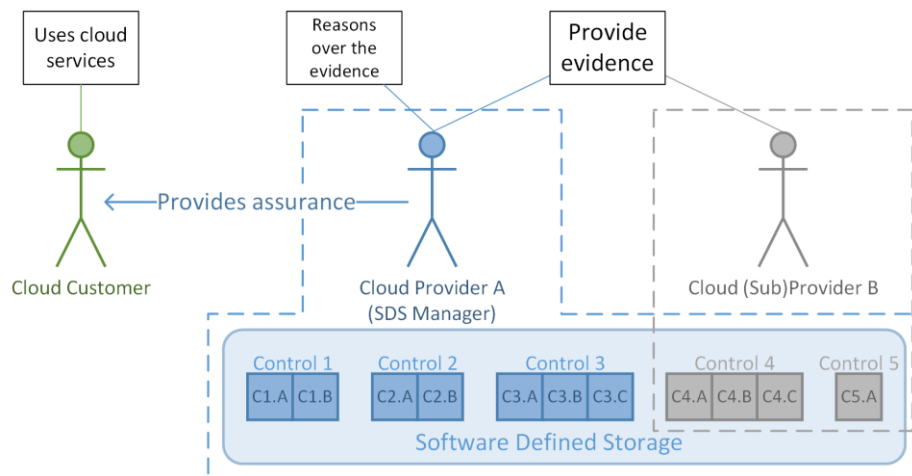 Uses cloud
services
Reasons
over the
evidence
Provide
evidence
Provides assurance
Cloud Customer
Cloud Provider A
(SDS Manager)
Cloud (Sub)Provider B
Control 1
Control 2
Control 3
Control 4
Control 5
C1.A C1.B
C2.A C2.B
C3.A C3.B C3.C
C4.A C4.B C4.C
C5.A
Software Defined Storage